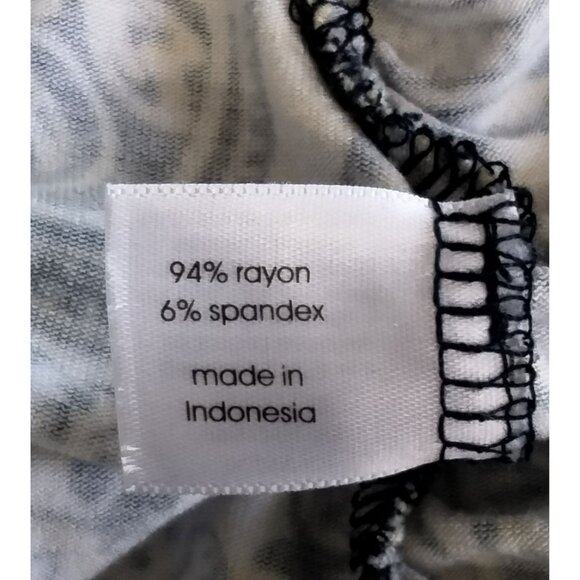 94% rayon
6% spandex
made in
Indonesia